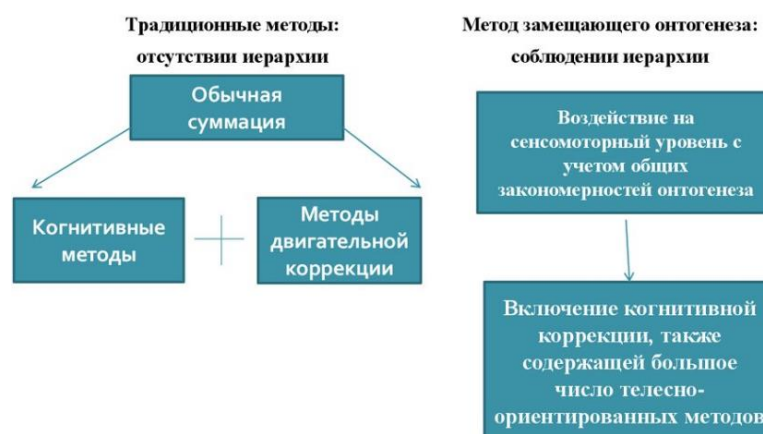 Традиционные методы:
отсутствии иерархии
Обычная
суммация
Когнитивные
методы
Методы
двигательной
коррекции
Метод замещающего онтогенеза:
соблюдении иерархии
Воздействие на
сенсомоторный уровень с
учетом общих
закономерностей онтогенеза
Включение когнитивной
коррекции, также
содержащей большое
число телесно-
ориентированных методов